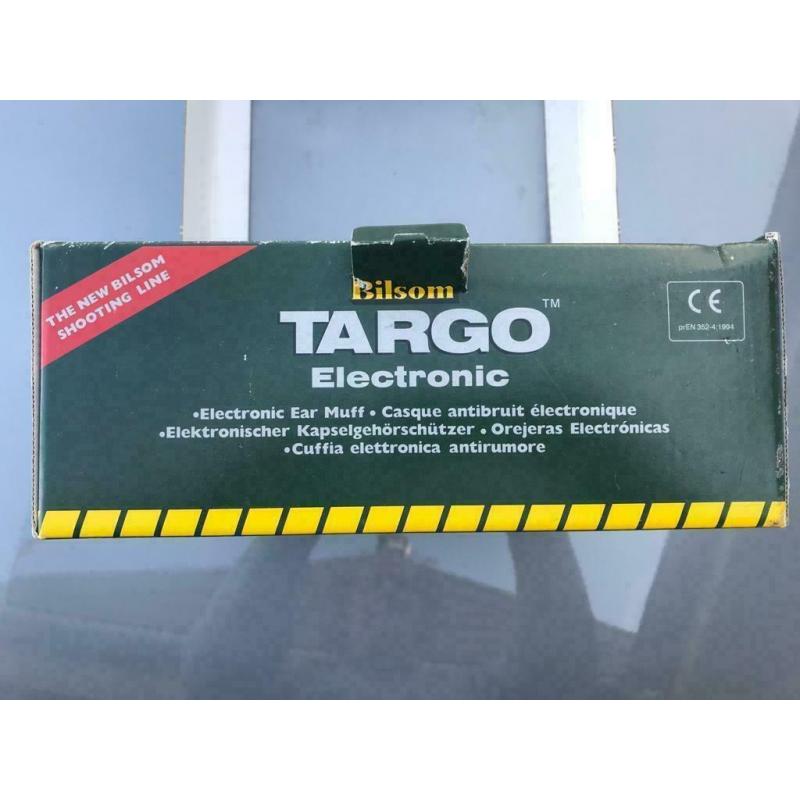 THE NEW BILSOM
SHOOTING LINE
Bilsom
TARGO™
Electronic
•Electronic Ear Muff • Casque antibruit électronique
•Elektronischer Kapselgehörschützer • Orejeras Electrónicas
•Cuffia elettronica antirumore
CE
prEN 352-4;1994